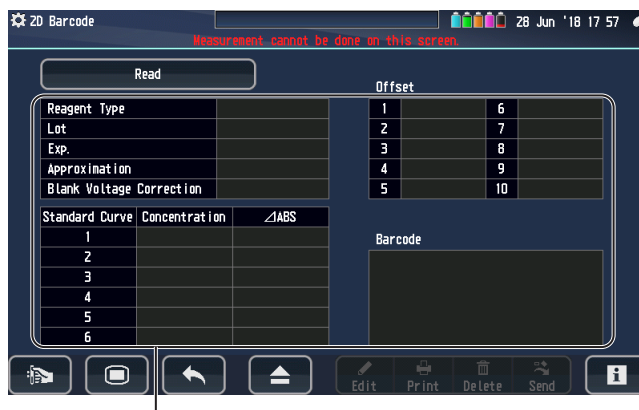 2D Barcode
28 Jun '18 17 57
Measurement cannot be done on this screen.
Read
Offset
Reagent Type
1 6
Lot
2 7
Exp.
3 8
Approximation
4 9
Blank Voltage Correction
5 10
Standard Curve Concentration ⊿ABS
1
Barcode
2
3
4
5
6
Edit Print Delete Send